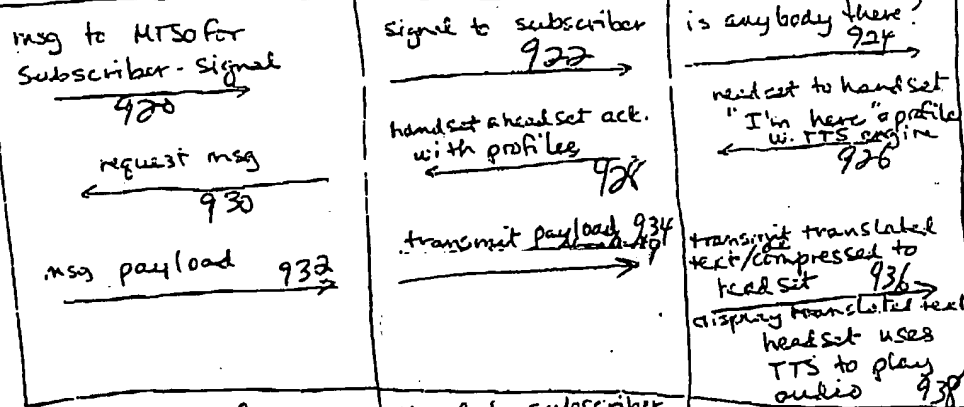 msg to MTSO for
Subscriber - Signal
920
request msg
930
msg payload 932
signal to subscriber
922
handset & headset ack.
with profiles
928
transmit payload 934
is anybody there?
924
headset to handset
"I'm here" & profile
w. TTS engine
926
transmit translated
text/compressed to
headset 936
display translated text
headset uses
TTS to play
audio 938
subscriber